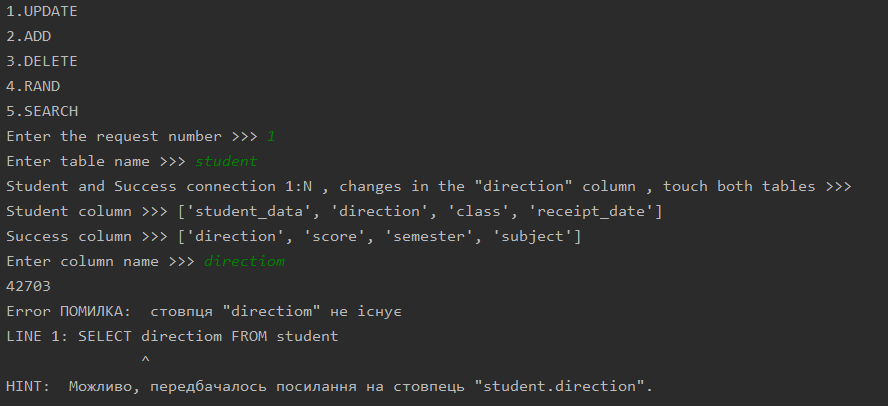 1.UPDATE
2.ADD
3.DELETE
4.RAND
5.SEARCH
Enter the request number >>> 1
Enter table name >>> student
Student and Success connection 1:N , changes in the "direction" column , touch both tables >>>
Student column >>> ['student_data', 'direction', 'class', 'receipt_date']
Success column >>> ['direction', 'score', 'semester', 'subject']
Enter column name >>> directiom
42703
Error ПОМИЛКА:  стовпця "directiom" не існує
LINE 1: SELECT directiom FROM student
^
HINT:  Можливо, передбачалось посилання на стовпець "student.direction".